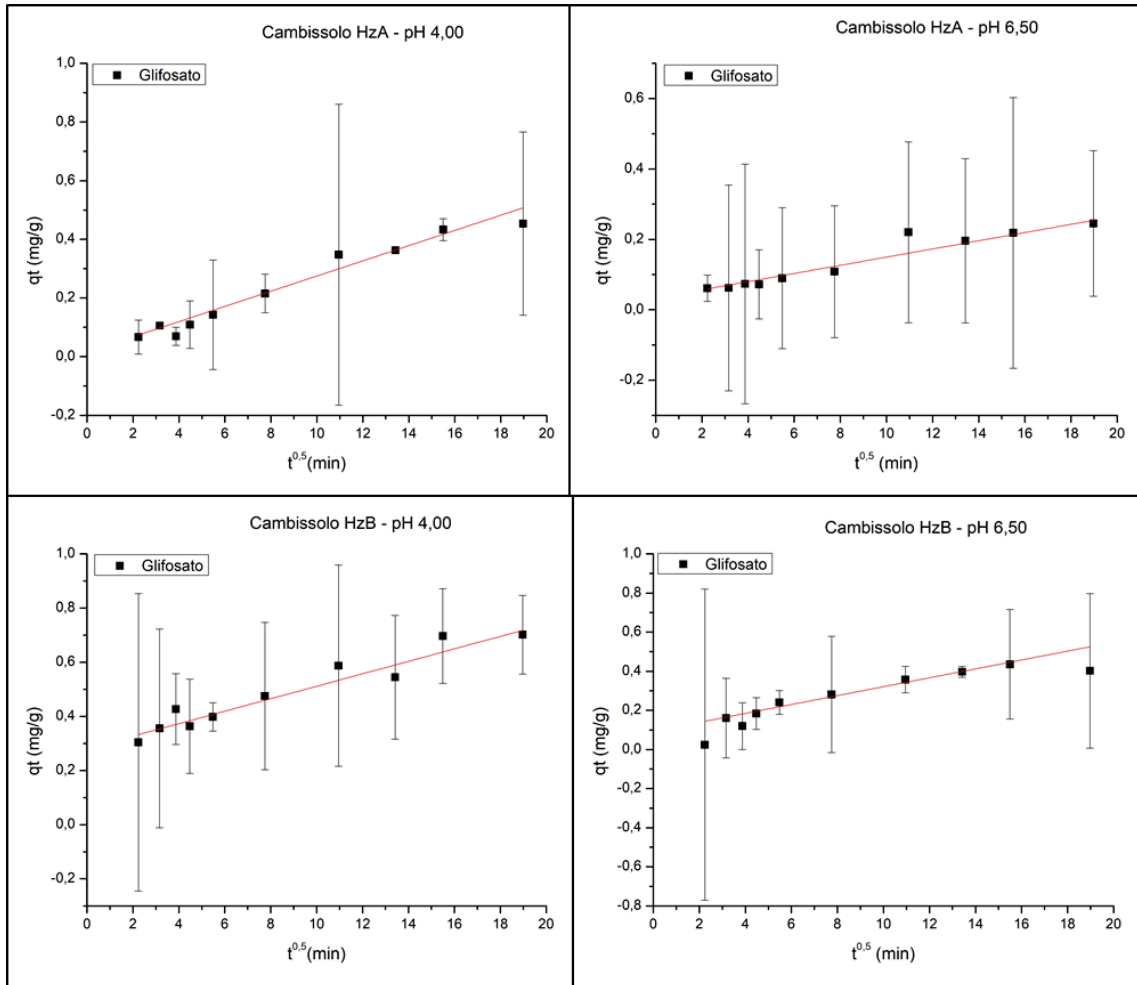 Cambissolo HzA - pH 4,00
Glifosato
1,0
0,8
0,6
0,4
0,2
0,0
-0,2
qt (mg/g)
0 2 4 6 8 10 12 14 16 18 20
t^0,5 (min)
Cambissolo HzA - pH 6,50
Glifosato
0,6
0,4
0,2
0,0
-0,2
qt (mg/g)
0 2 4 6 8 10 12 14 16 18 20
t^0,5 (min)
Cambissolo HzB - pH 4,00
Glifosato
1,0
0,8
0,6
0,4
0,2
0,0
-0,2
qt (mg/g)
0 2 4 6 8 10 12 14 16 18 20
t^0,5 (min)
Cambissolo HzB - pH 6,50
Glifosato
1,0
0,8
0,6
0,4
0,2
0,0
-0,2
-0,4
-0,6
-0,8
qt (mg/g)
0 2 4 6 8 10 12 14 16 18 20
t^0,5 (min)